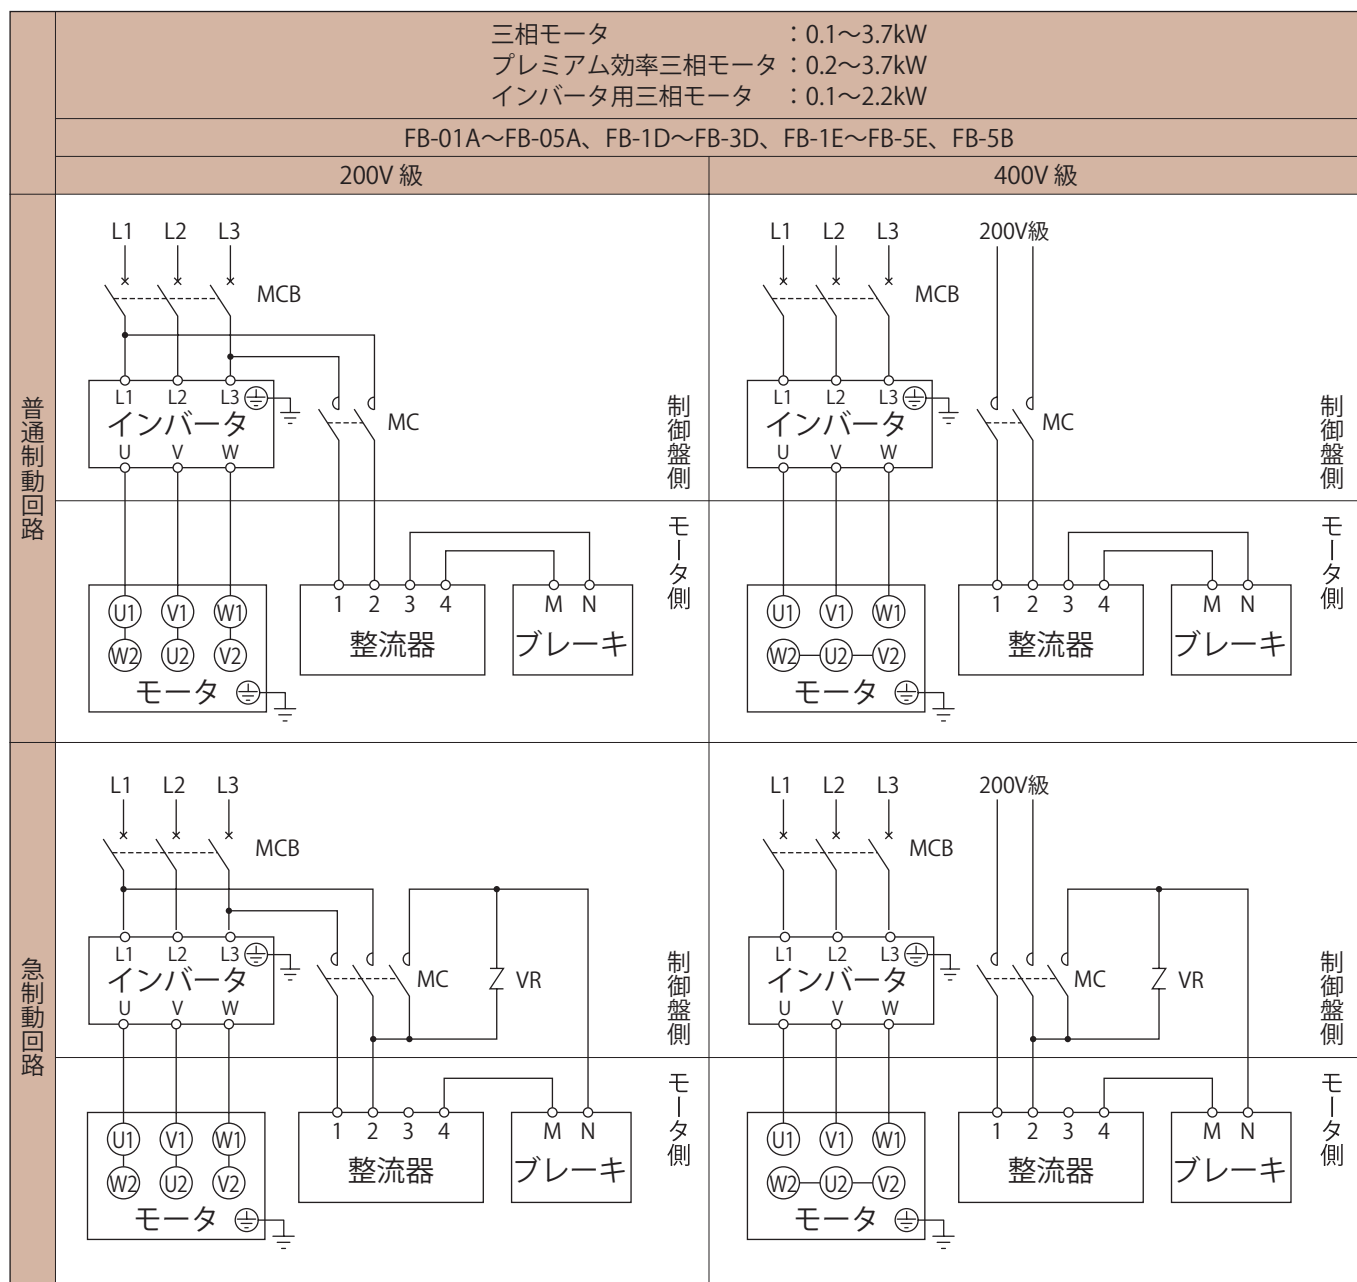 三相モータ　　　　　　：0.1～3.7kW
プレミアム効率三相モータ：0.2～3.7kW
インバータ用三相モータ　：0.1～2.2kW
FB-01A～FB-05A、FB-1D～FB-3D、FB-1E～FB-5E、FB-5B
200V 級
400V 級
普通制動回路
L1 L2 L3
MCB
L1 L2 L3
インバータ
U V W
MC
制御盤側
モータ側
U1 V1 W1
W2 U2 V2
モータ
1 2 3 4
整流器
M N
ブレーキ
L1 L2 L3
200V級
MCB
L1 L2 L3
インバータ
U V W
MC
制御盤側
モータ側
U1 V1 W1
W2 U2 V2
モータ
1 2 3 4
整流器
M N
ブレーキ
急制動回路
L1 L2 L3
MCB
L1 L2 L3
インバータ
U V W
MC
VR
制御盤側
モータ側
U1 V1 W1
W2 U2 V2
モータ
1 2 3 4
整流器
M N
ブレーキ
L1 L2 L3
200V級
MCB
L1 L2 L3
インバータ
U V W
MC
VR
制御盤側
モータ側
U1 V1 W1
W2 U2 V2
モータ
1 2 3 4
整流器
M N
ブレーキ